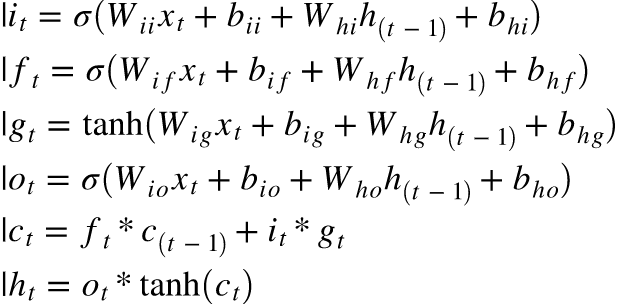 |i_t = σ(W_{ii}x_t + b_{ii} + W_{hi}h_{(t − 1)} + b_{hi})
|f_t = σ(W_{if}x_t + b_{if} + W_{hf}h_{(t − 1)} + b_{hf})
|g_t = tanh(W_{ig}x_t + b_{ig} + W_{hg}h_{(t − 1)} + b_{hg})
|o_t = σ(W_{io}x_t + b_{io} + W_{ho}h_{(t − 1)} + b_{ho})
|c_t = f_t * c_{(t − 1)} + i_t * g_t
|h_t = o_t * tanh(c_t)